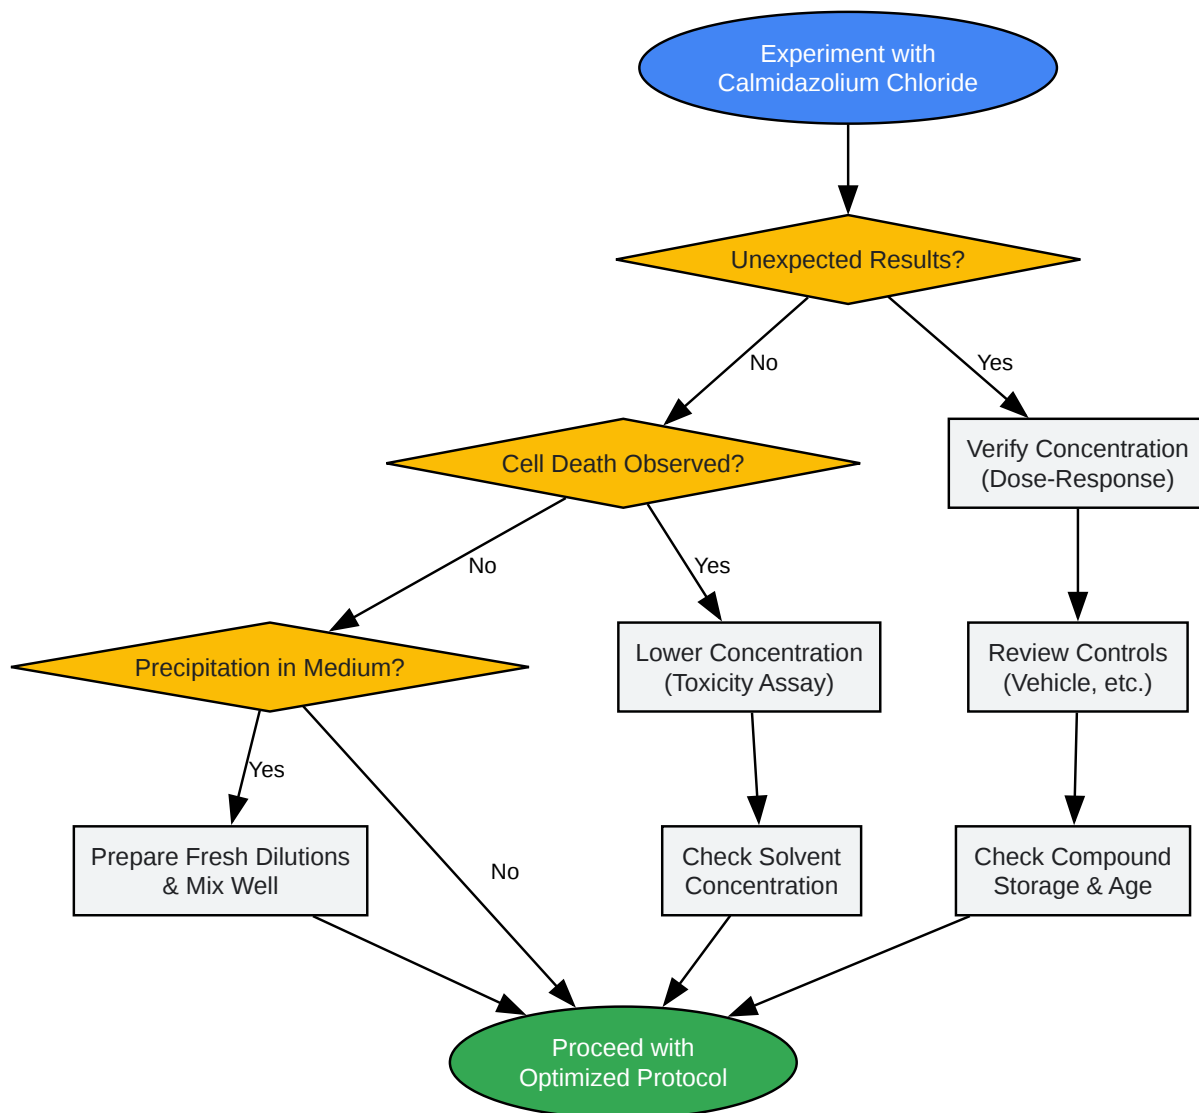 Experiment with
Calmidazolium Chloride
Unexpected Results?
No
Yes
Cell Death Observed?
Verify Concentration
(Dose-Response)
No
Yes
Precipitation in Medium?
Lower Concentration
(Toxicity Assay)
Review Controls
(Vehicle, etc.)
Yes
No
Prepare Fresh Dilutions
& Mix Well
Check Solvent
Concentration
Check Compound
Storage & Age
Proceed with
Optimized Protocol